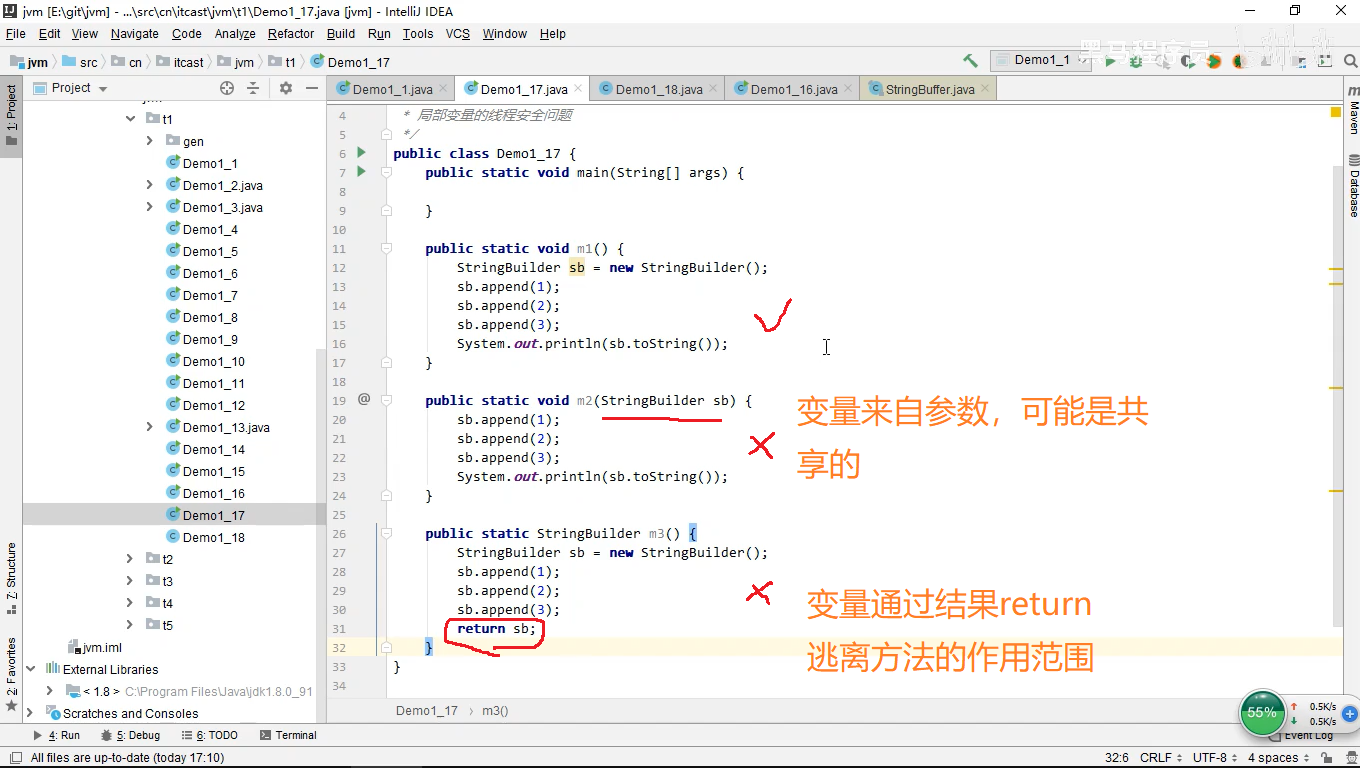 jvm [E:\git\jvm] - ...\src\cn\itcast\jvm\t1\Demo1_17.java [jvm] - IntelliJ IDEA
File Edit View Navigate Code Analyze Refactor Build Run Tools VCS Window Help
jvm src cn itcast jvm t1 Demo1_17 Demo1_1
黑马程序员
Project Demo1_1.java Demo1_17.java Demo1_18.java Demo1_16.java StringBuffer.java
1: Project
Maven
Database
7: Structure
2: Favorites
t1
gen
Demo1_1
Demo1_2.java
Demo1_3.java
Demo1_4
Demo1_5
Demo1_6
Demo1_7
Demo1_8
Demo1_9
Demo1_10
Demo1_11
Demo1_12
Demo1_13.java
Demo1_14
Demo1_15
Demo1_16
Demo1_17
Demo1_18
t2
t3
t4
t5
jvm.iml
External Libraries
< 1.8 > C:\Program Files\Java\jdk1.8.0_91
Scratches and Consoles
4 * 局部变量的线程安全问题
5 */
6 public class Demo1_17 {
7 public static void main(String[] args) {
8
9 }
10
11 public static void m1() {
12 StringBuilder sb = new StringBuilder();
13 sb.append(1);
14 sb.append(2);
15 sb.append(3);
16 System.out.println(sb.toString());
17 }
18
19 @ public static void m2(StringBuilder sb) {
20 sb.append(1);
21 sb.append(2);
22 sb.append(3);
23 System.out.println(sb.toString());
24 }
25
26 public static StringBuilder m3() {
27 StringBuilder sb = new StringBuilder();
28 sb.append(1);
29 sb.append(2);
30 sb.append(3);
31 return sb;
32 }
33 }
34
变量来自参数，可能是共
享的
变量通过结果return
逃离方法的作用范围
Demo1_17 › m3()
55% 0.5K/s
0.5K/s
4: Run 5: Debug 6: TODO Terminal Event Log
All files are up-to-date (today 17:10) 32:6 CRLF UTF-8 4 spaces